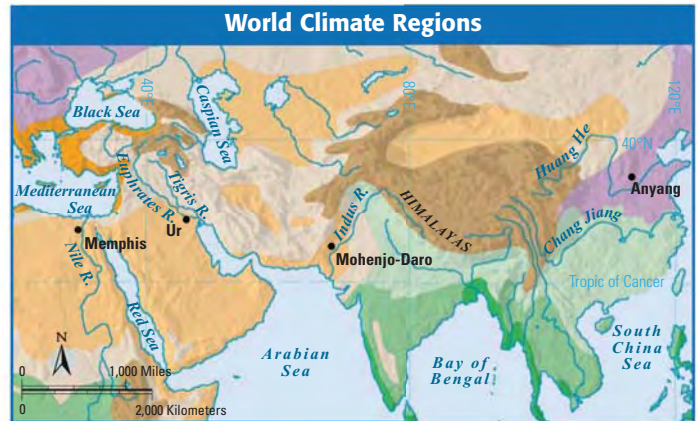 World Climate Regions
40°E
80°E
120°E
Black Sea
Caspian Sea
Huang He
40°N
Anyang
Mediterranean
Sea
Euphrates R.
Tigris R.
Indus R.
HIMALAYAS
Chang Jiang
Ur
Memphis
Mohenjo-Daro
Nile R.
Red Sea
Tropic of Cancer
N
Arabian
Sea
Bay of
Bengal
South
China
Sea
0 1,000 Miles
0 2,000 Kilometers